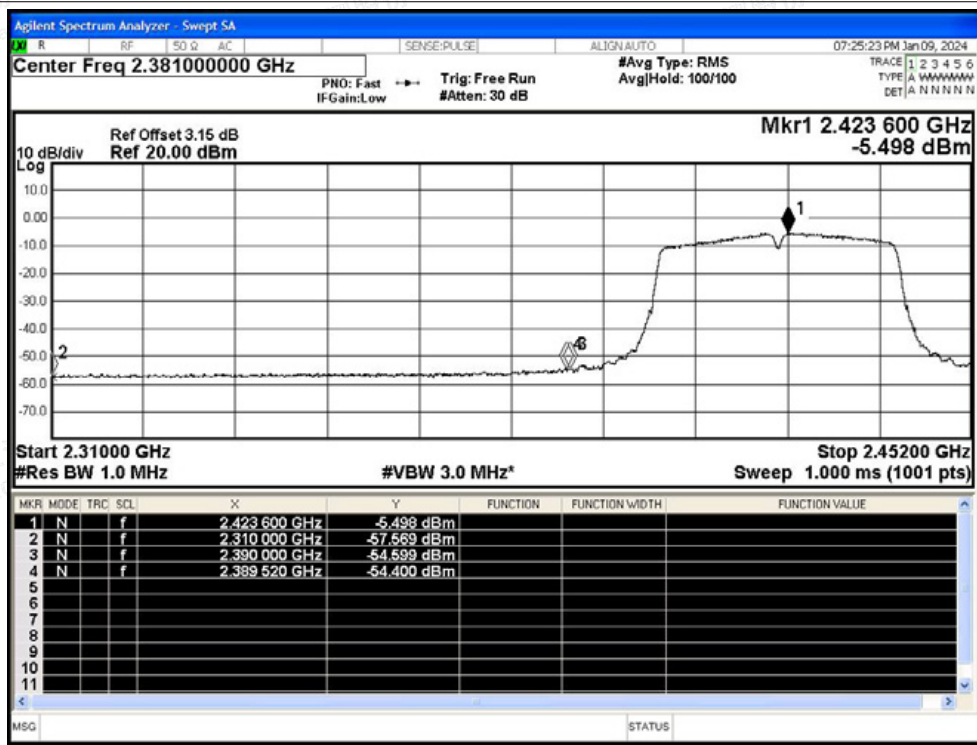 Agilent Spectrum Analyzer - Swept SA
LXI R RF 50 Ω AC SENSE:PULSE ALIGN AUTO 07:25:23 PM Jan 09, 2024
Center Freq 2.381000000 GHz
PNO: Fast
IFGain:Low
Trig: Free Run
#Atten: 30 dB
#Avg Type: RMS
Avg|Hold: 100/100
TRACE 1 2 3 4 5 6
TYPE A WWWWW
DET A N N N N N
Ref Offset 3.15 dB
Ref 20.00 dBm
10 dB/div
Log
Mkr1 2.423 600 GHz
-5.498 dBm
10.0
0.00
-10.0
-20.0
-30.0
-40.0
-50.0
-60.0
-70.0
1
2
4 3
Start 2.31000 GHz
Stop 2.45200 GHz
#Res BW 1.0 MHz
#VBW 3.0 MHz*
Sweep 1.000 ms (1001 pts)
MKR MODE TRC SCL X Y FUNCTION FUNCTION WIDTH FUNCTION VALUE
1 N f 2.423 600 GHz -5.498 dBm
2 N f 2.310 000 GHz -57.569 dBm
3 N f 2.390 000 GHz -54.599 dBm
4 N f 2.389 520 GHz -54.400 dBm
5
6
7
8
9
10
11
MSG
STATUS